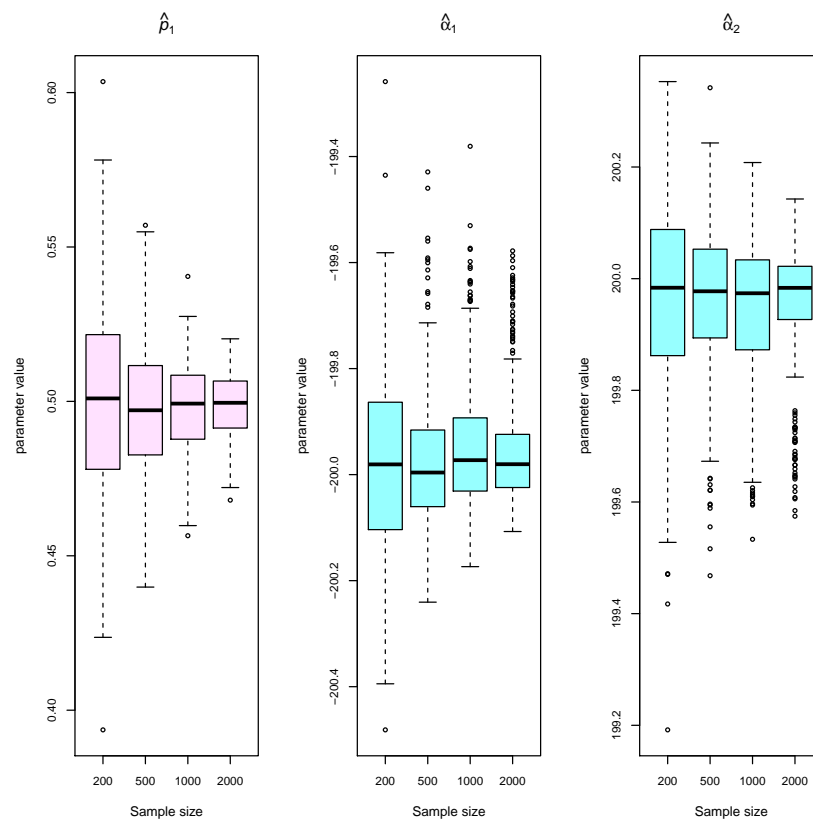 p̂₁
0.60
0.55
0.50
0.45
0.40
parameter value
200 500 1000 2000
Sample size
α̂₁
−199.4
−199.6
−199.8
−200.0
−200.2
−200.4
parameter value
200 500 1000 2000
Sample size
α̂₂
200.2
200.0
199.8
199.6
199.4
199.2
parameter value
200 500 1000 2000
Sample size